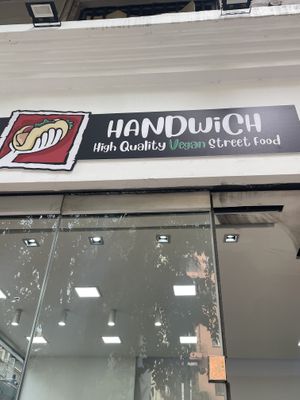 HANDWiCH
High Quality Vegan Street Food